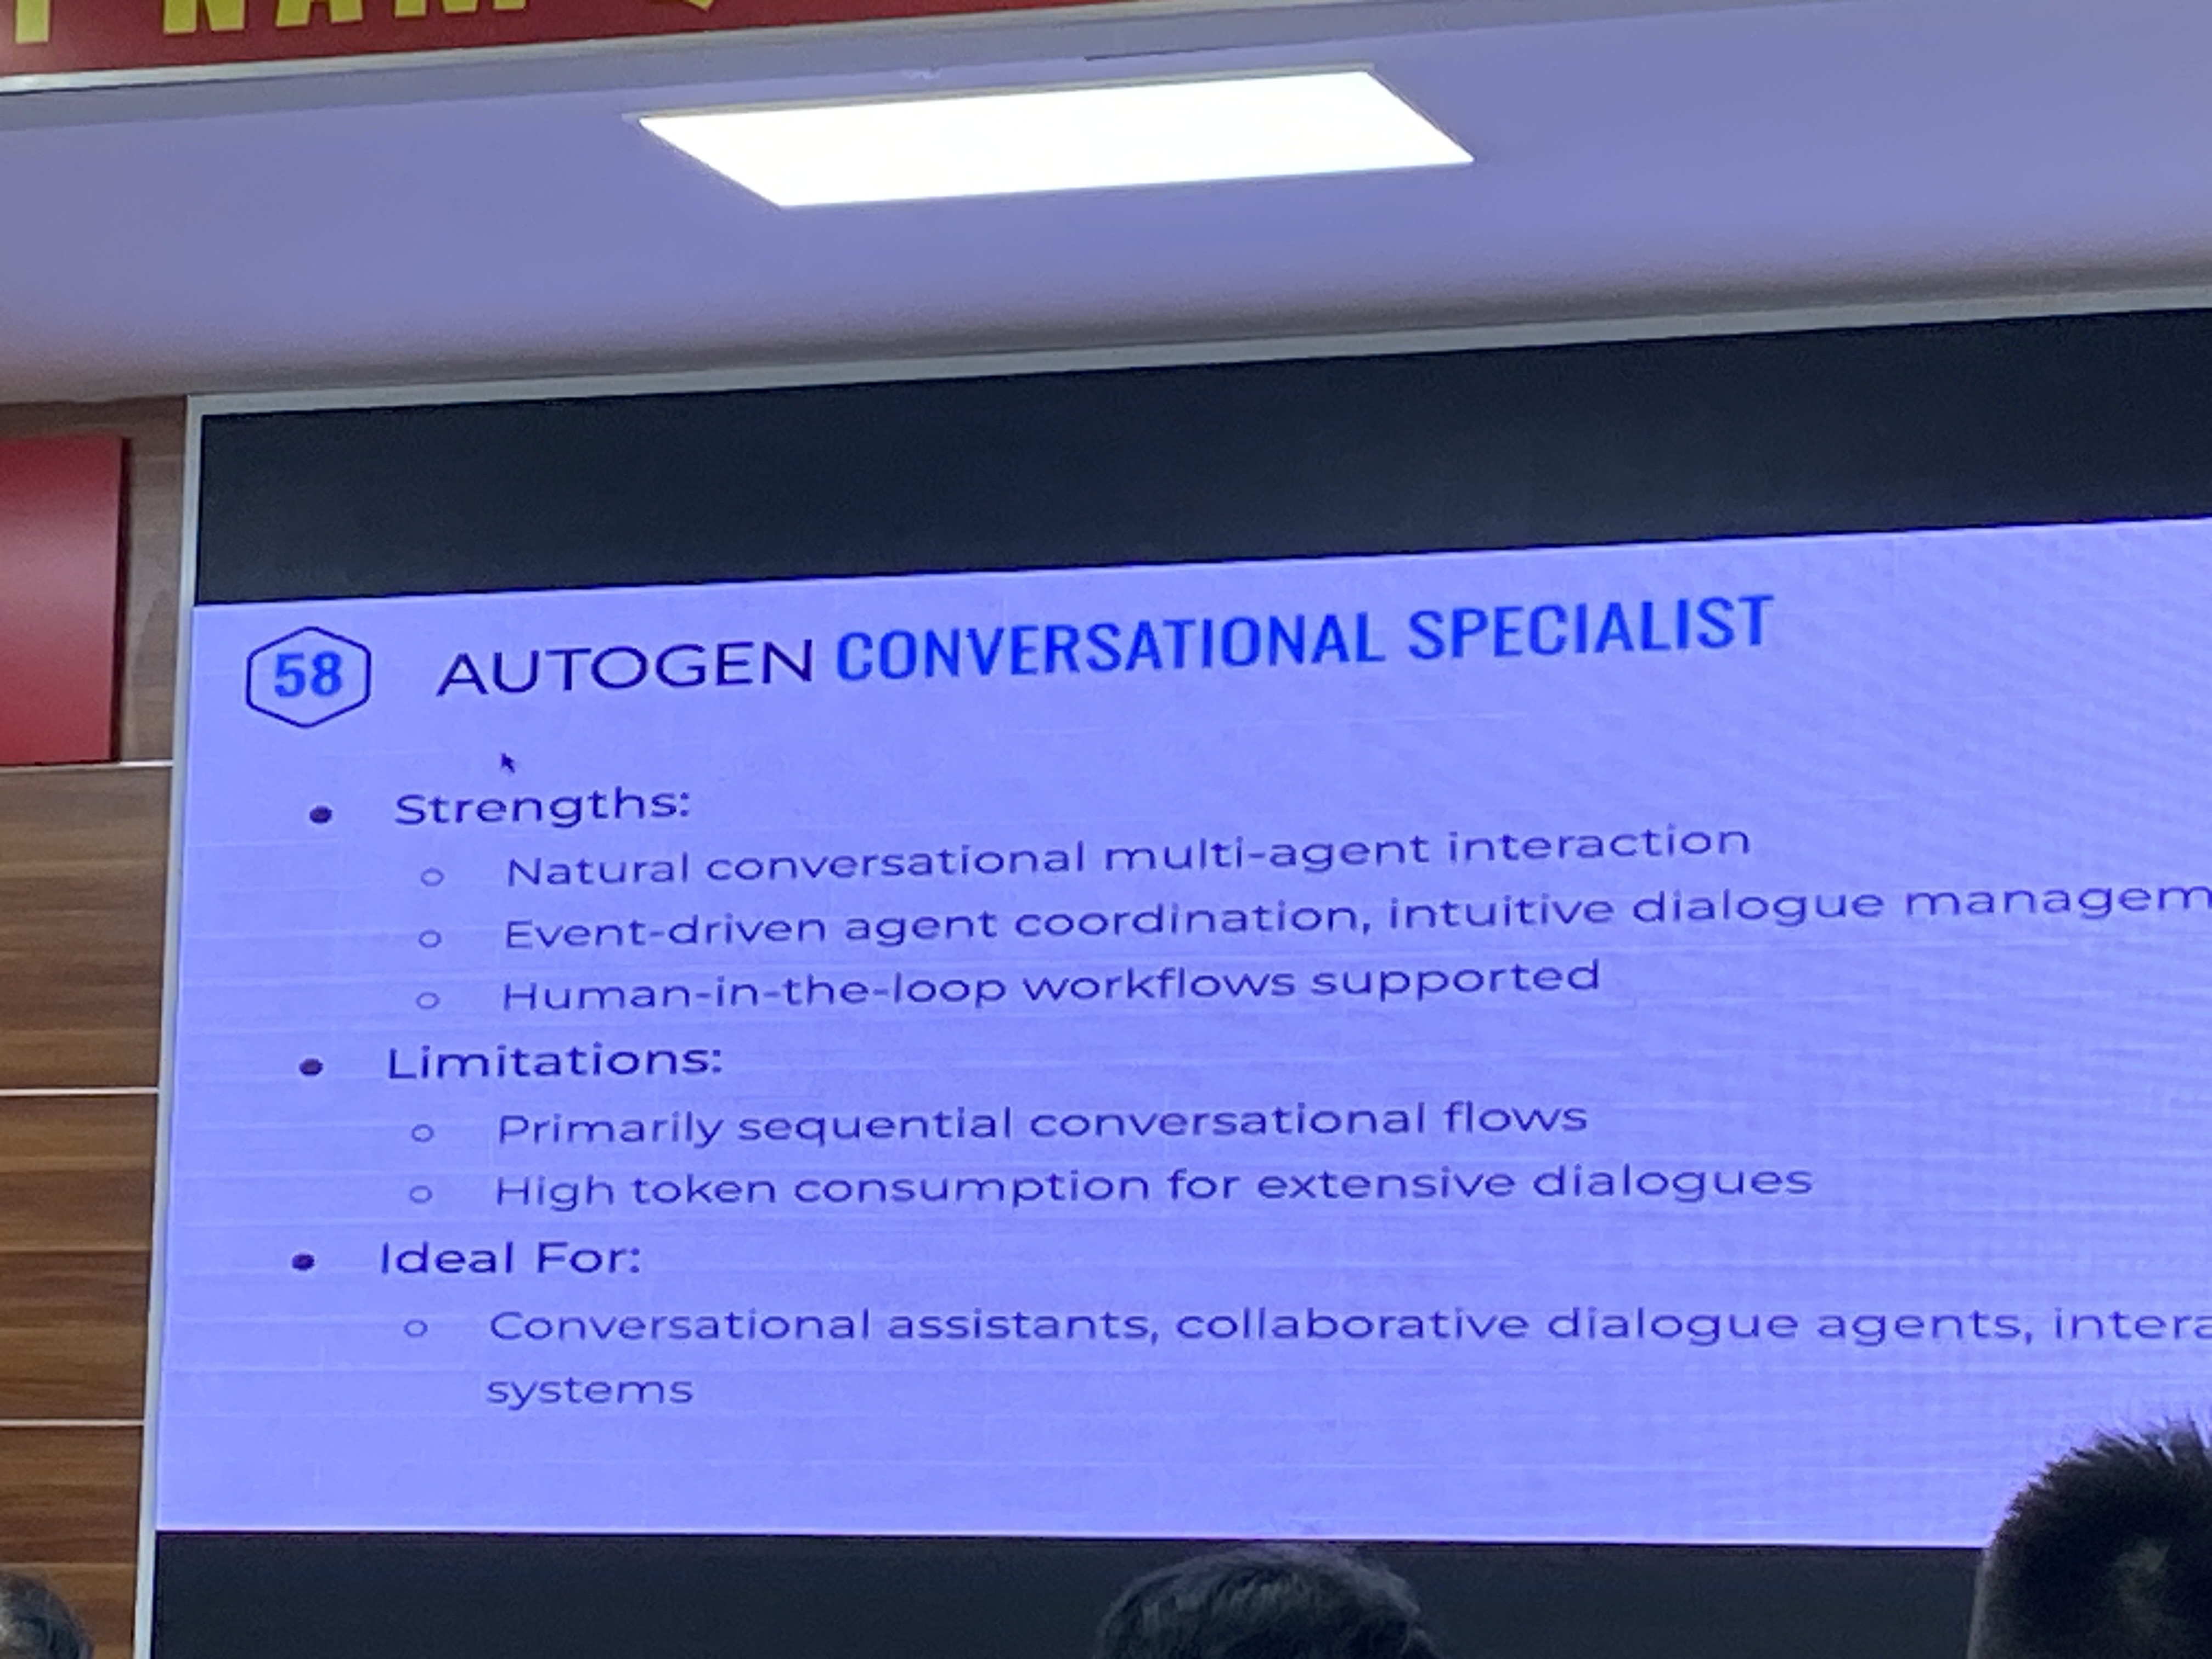 NAM
58
AUTOGEN CONVERSATIONAL SPECIALIST
• Strengths:
○ Natural conversational multi-agent interaction
○ Event-driven agent coordination, intuitive dialogue managem
○ Human-in-the-loop workflows supported
• Limitations:
○ Primarily sequential conversational flows
○ High token consumption for extensive dialogues
• Ideal For:
○ Conversational assistants, collaborative dialogue agents, intera
systems